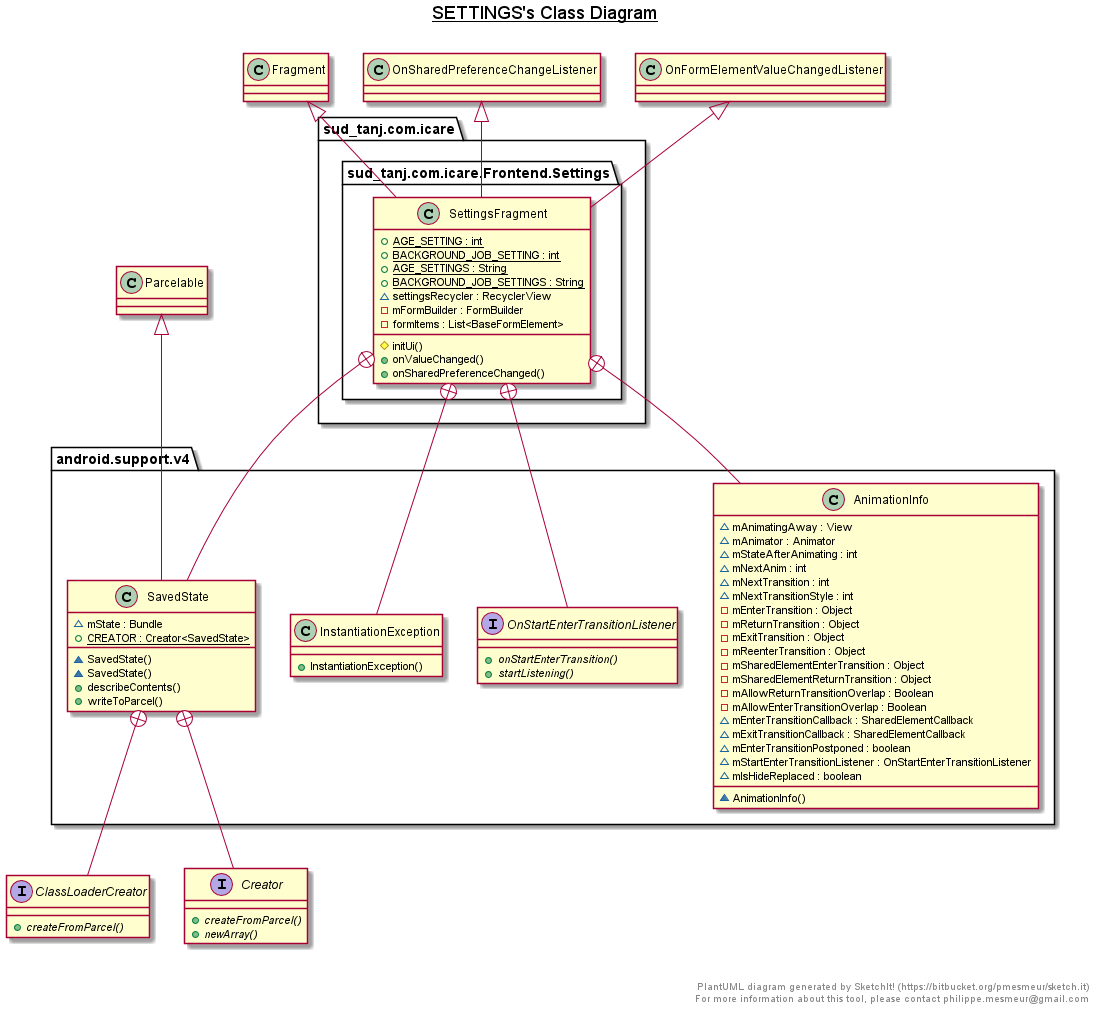 SETTINGS's Class Diagram
C Fragment
C OnSharedPreferenceChangeListener
C OnFormElementValueChangedListener
sud_tanj.com.icare
sud_tanj.com.icare.Frontend.Settings
C SettingsFragment
AGE_SETTING : int
BACKGROUND_JOB_SETTING : int
AGE_SETTINGS : String
BACKGROUND_JOB_SETTINGS : String
settingsRecycler : RecyclerView
mFormBuilder : FormBuilder
formItems : List<BaseFormElement>
initUi()
onValueChanged()
onSharedPreferenceChanged()
C Parcelable
android.support.v4
C AnimationInfo
mAnimatingAway : View
mAnimator : Animator
mStateAfterAnimating : int
mNextAnim : int
mNextTransition : int
mNextTransitionStyle : int
mEnterTransition : Object
mReturnTransition : Object
mExitTransition : Object
mReenterTransition : Object
mSharedElementEnterTransition : Object
mSharedElementReturnTransition : Object
mAllowReturnTransitionOverlap : Boolean
mAllowEnterTransitionOverlap : Boolean
mEnterTransitionCallback : SharedElementCallback
mExitTransitionCallback : SharedElementCallback
mEnterTransitionPostponed : boolean
mStartEnterTransitionListener : OnStartEnterTransitionListener
mIsHideReplaced : boolean
AnimationInfo()
C SavedState
mState : Bundle
CREATOR : Creator<SavedState>
SavedState()
SavedState()
describeContents()
writeToParcel()
C InstantiationException
InstantiationException()
I OnStartEnterTransitionListener
onStartEnterTransition()
startListening()
I ClassLoaderCreator
createFromParcel()
I Creator
createFromParcel()
newArray()
PlantUML diagram generated by SketchIt! (https://bitbucket.org/pmesmeur/sketch.it)
For more information about this tool, please contact philippe.mesmeur@gmail.com